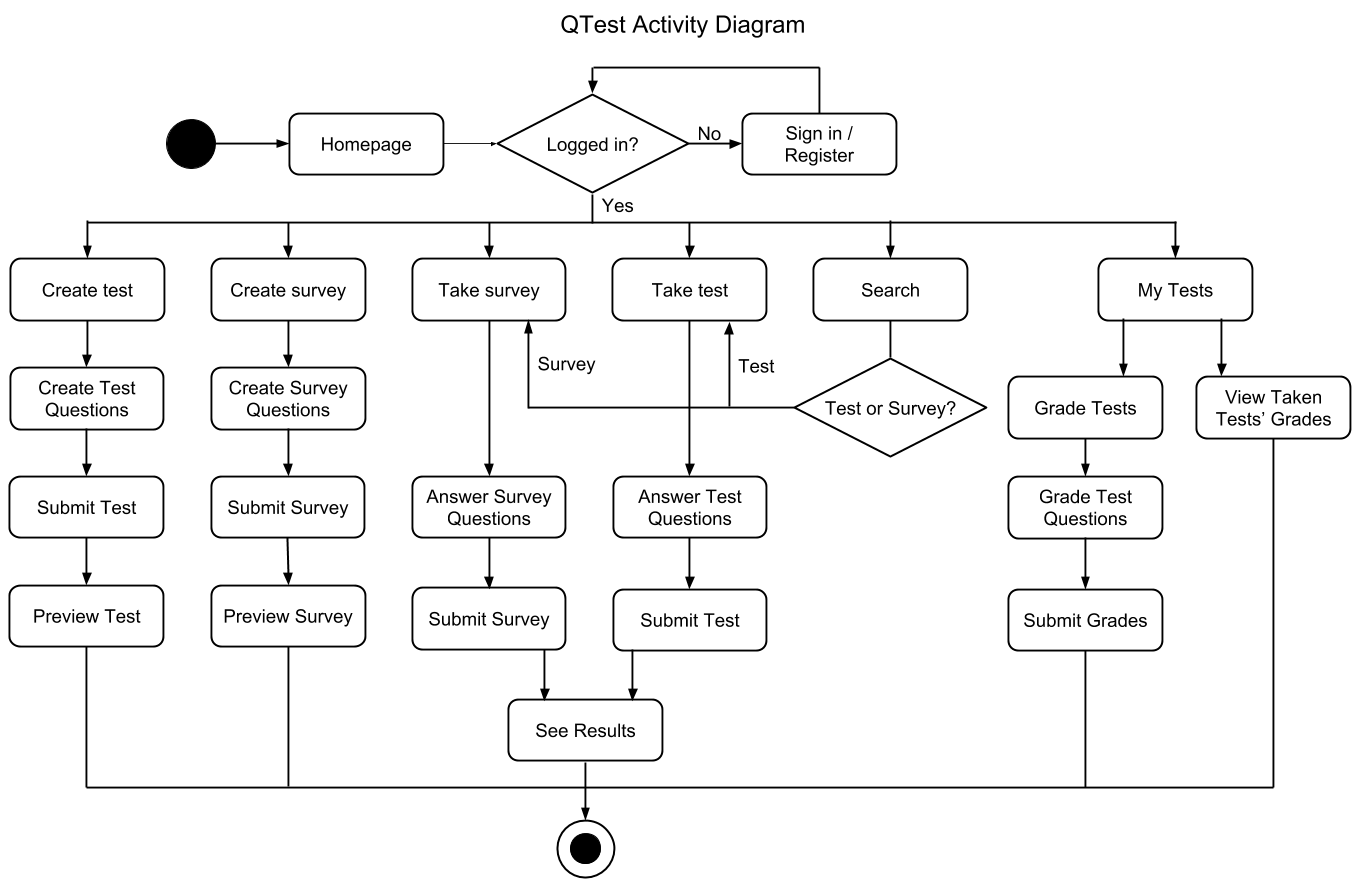 QTest Activity Diagram
Homepage
Logged in?
No
Sign in /
Register
Yes
Create test
Create survey
Take survey
Take test
Search
My Tests
Survey
Test
Create Test
Questions
Create Survey
Questions
Test or Survey?
Grade Tests
View Taken
Tests’ Grades
Submit Test
Submit Survey
Answer Survey
Questions
Answer Test
Questions
Grade Test
Questions
Preview Test
Preview Survey
Submit Survey
Submit Test
Submit Grades
See Results